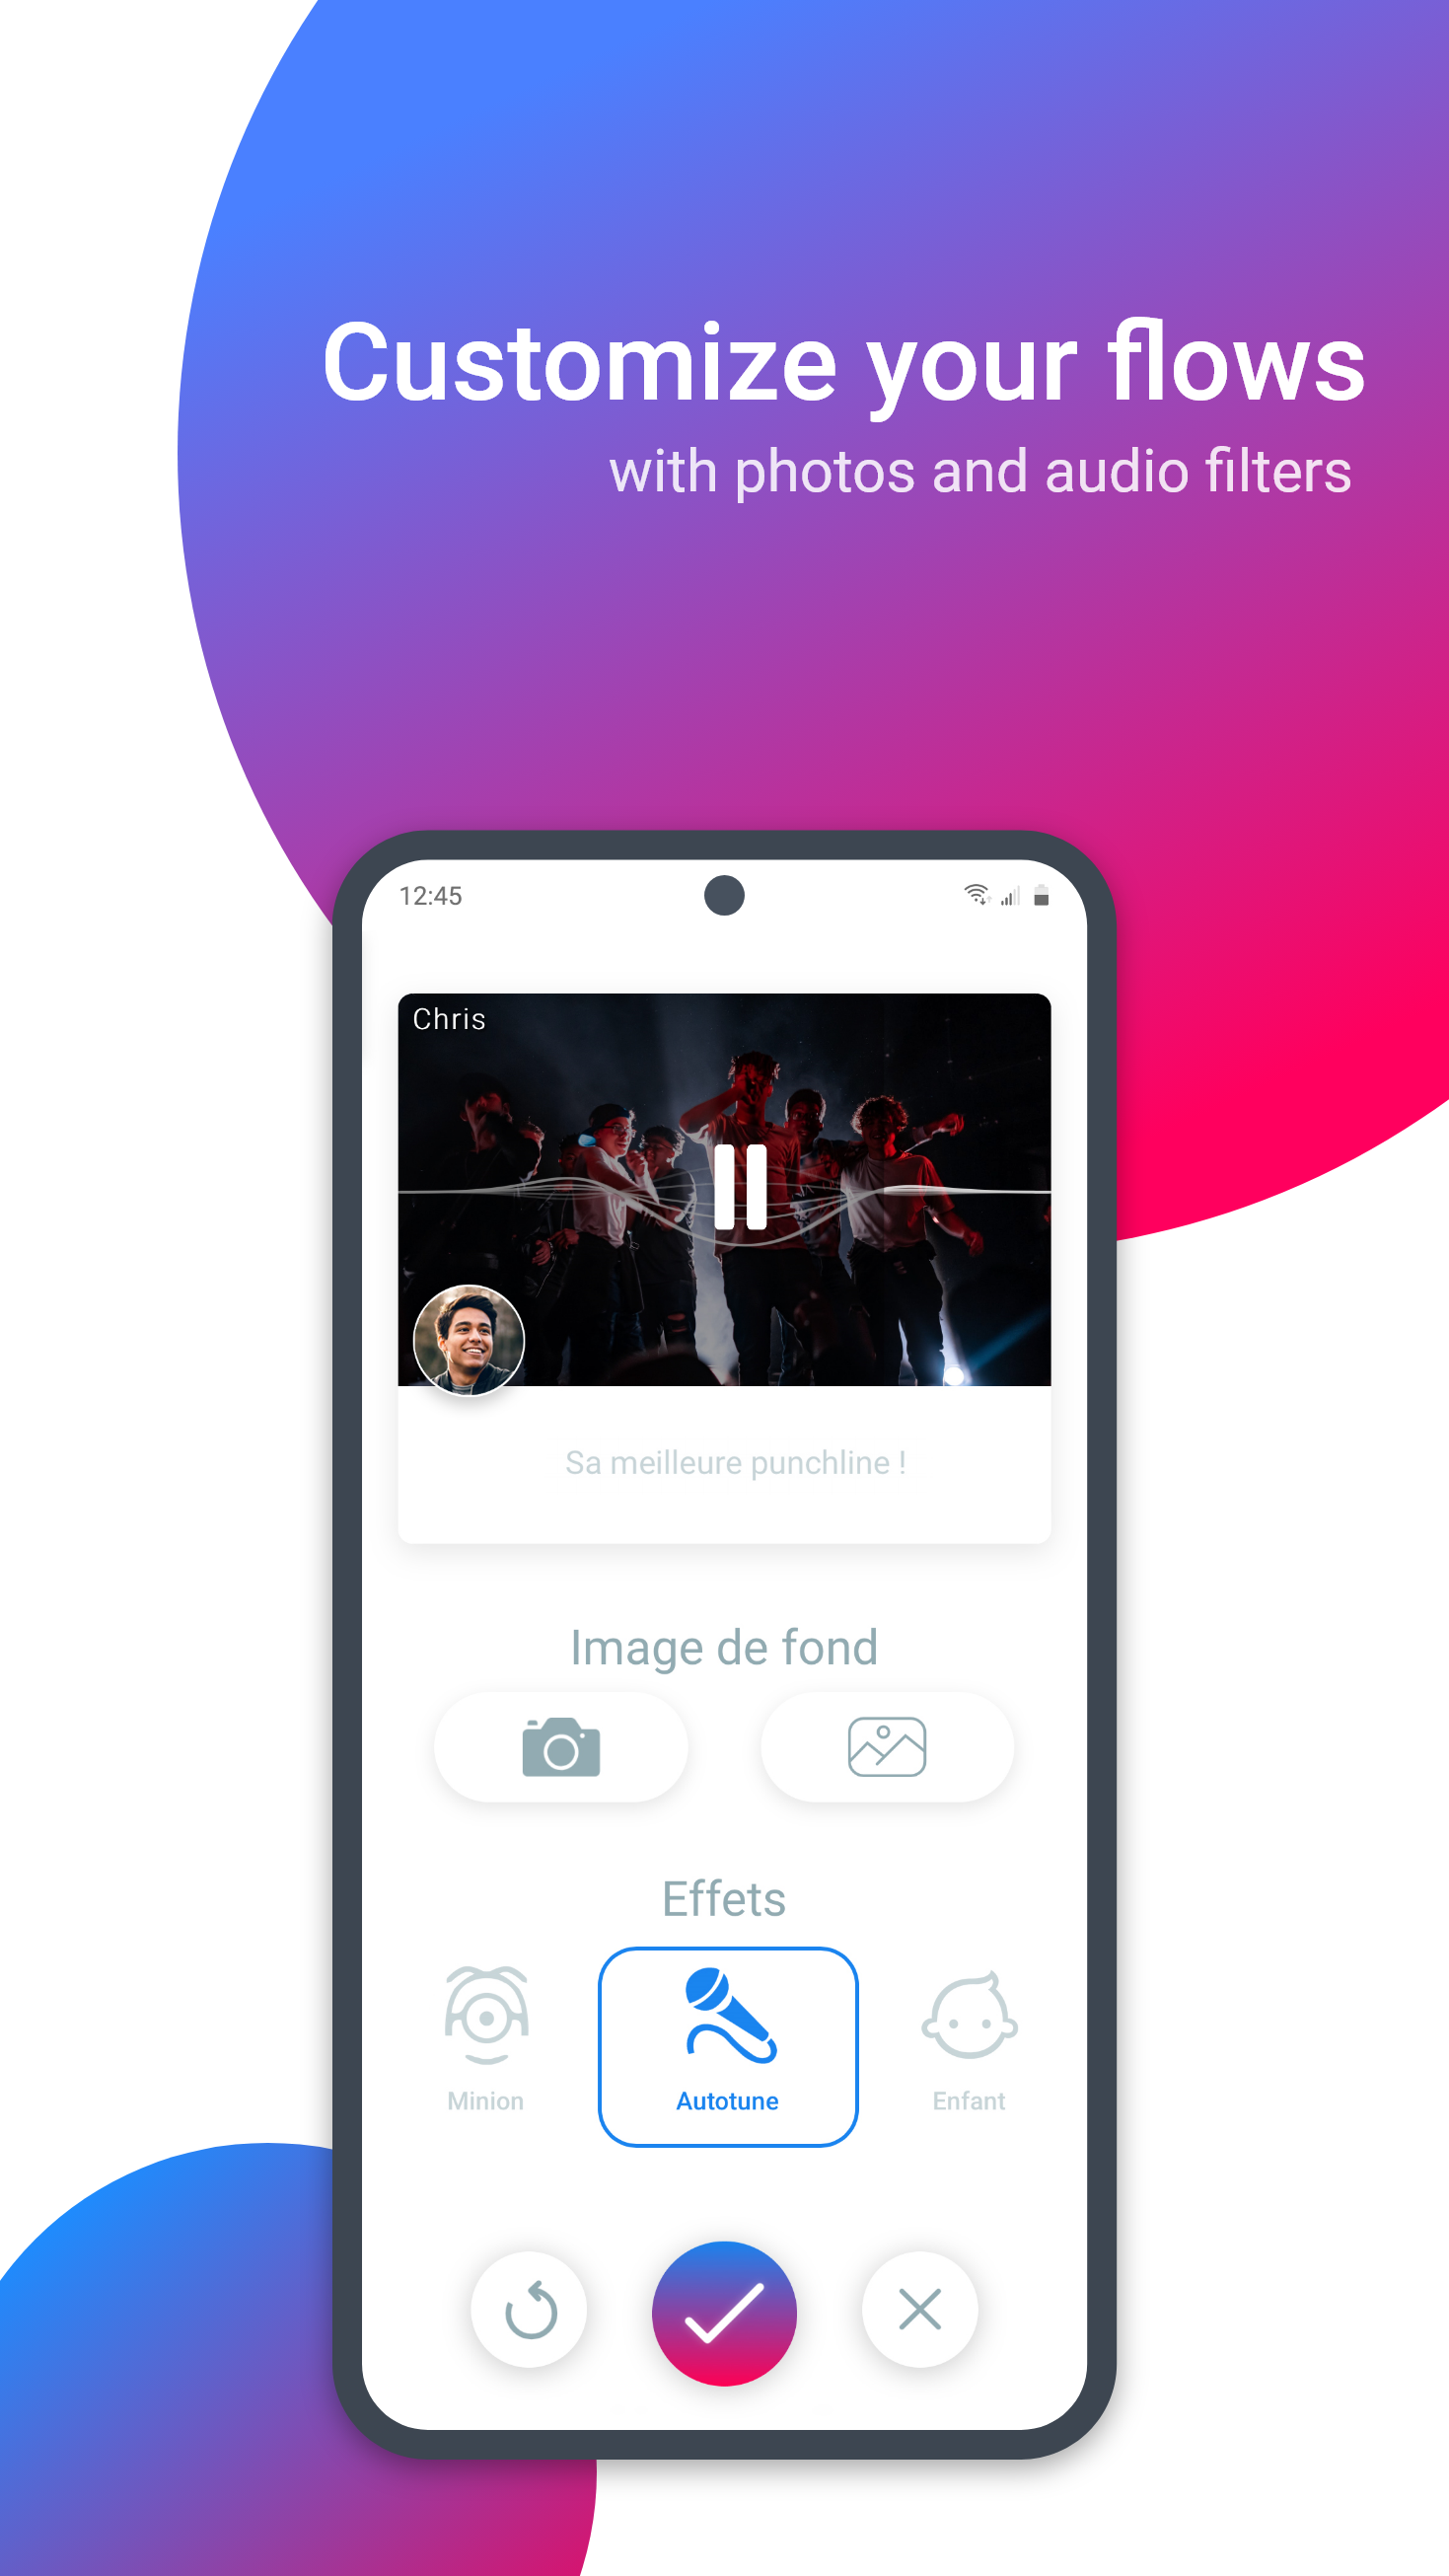 Customize your flows
with photos and audio filters
12:45
Chris
Sa meilleure punchline !
Image de fond
Effets
Minion
Autotune
Enfant